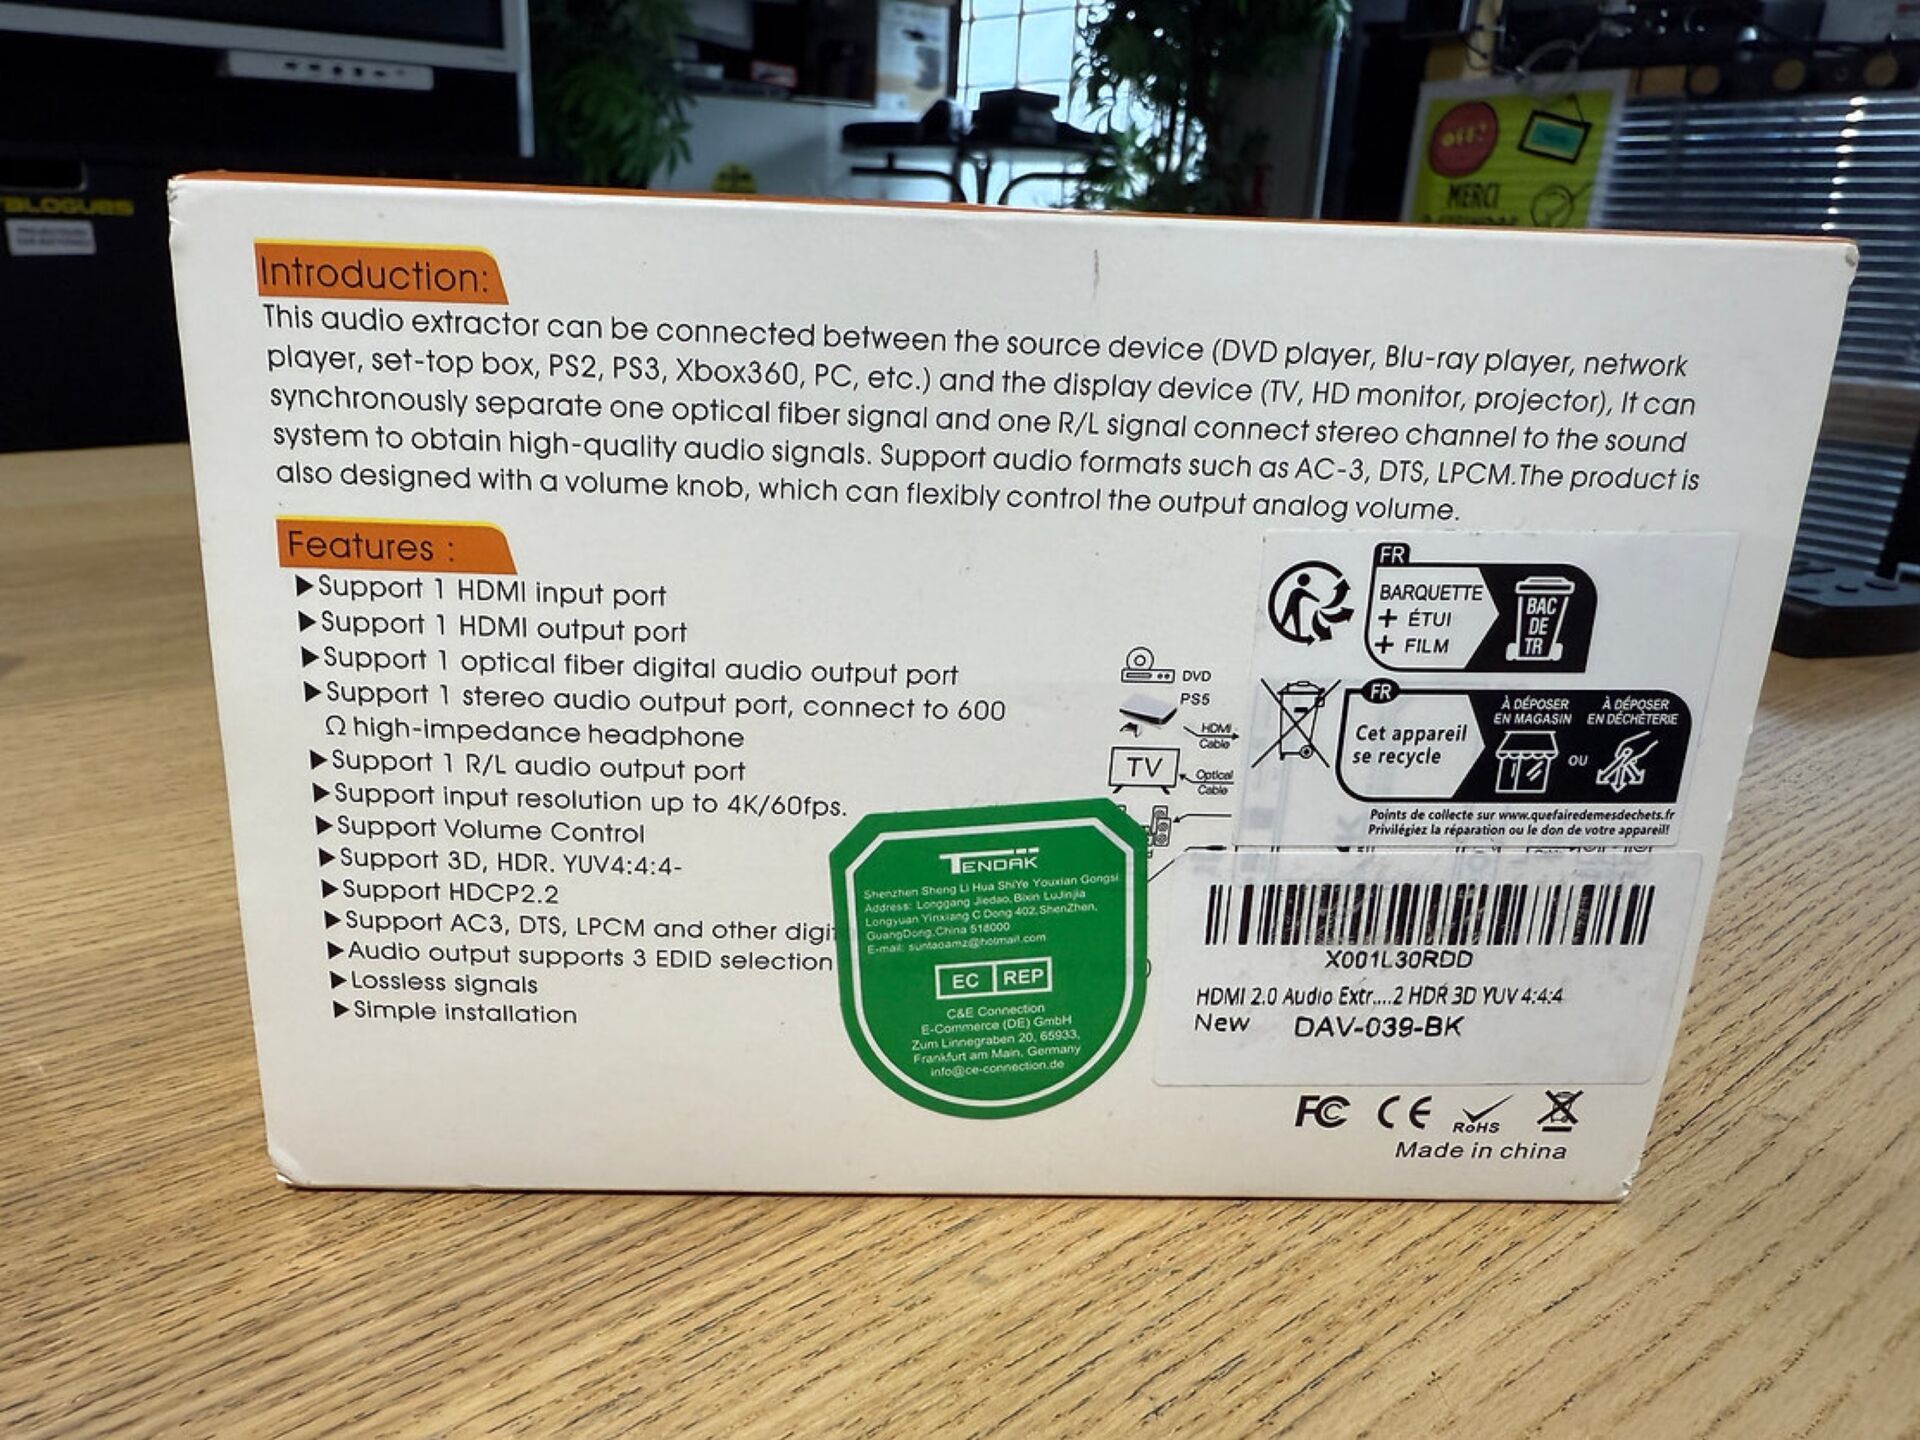 BLOGUES
OFF!
MERCI
Introduction:
This audio extractor can be connected between the source device (DVD player, Blu-ray player, network
player, set-top box, PS2, PS3, Xbox360, PC, etc.) and the display device (TV, HD monitor, projector), It can
synchronously separate one optical fiber signal and one R/L signal connect stereo channel to the sound
system to obtain high-quality audio signals. Support audio formats such as AC-3, DTS, LPCM.The product is
also designed with a volume knob, which can flexibly control the output analog volume.
Features :
▶Support 1 HDMI input port
▶Support 1 HDMI output port
▶Support 1 optical fiber digital audio output port
▶Support 1 stereo audio output port, connect to 600
Ω high-impedance headphone
▶Support 1 R/L audio output port
▶Support input resolution up to 4K/60fps.
▶Support Volume Control
▶Support 3D, HDR. YUV4:4:4-
▶Support HDCP2.2
▶Support AC3, DTS, LPCM and other digi
▶Audio output supports 3 EDID selection
▶Lossless signals
▶Simple installation
DVD
PS5
HDMI
Cable
TV
Optical
Cable
FR
BARQUETTE
+ ÉTUI
+ FILM
BAC
DE
TR
FR
Cet appareil
se recycle
À DÉPOSER
EN MAGASIN
OU
À DÉPOSER
EN DÉCHÈTERIE
Points de collecte sur www.quefairedemesdechets.fr
Privilégiez la réparation ou le don de votre appareil!
TENDAK
Shenzhen Sheng Li Hua ShiYe Youxian Gongsi
Address: Longgang Jiedao, Bixin LuJinjia
Longyuan Yinxiang C Dong 402, ShenZhen,
GuangDong,China 518000
E-mail: suntaoamz@hotmail.com
EC REP
C&E Connection
E-Commerce (DE) GmbH
Zum Linnegraben 20, 65933,
Frankfurt am Main, Germany
info@ce-connection.de
X001L30RDD
HDMI 2.0 Audio Extr....2 HDR 3D YUV 4:4:4
New DAV-039-BK
FC CE RoHS
Made in china